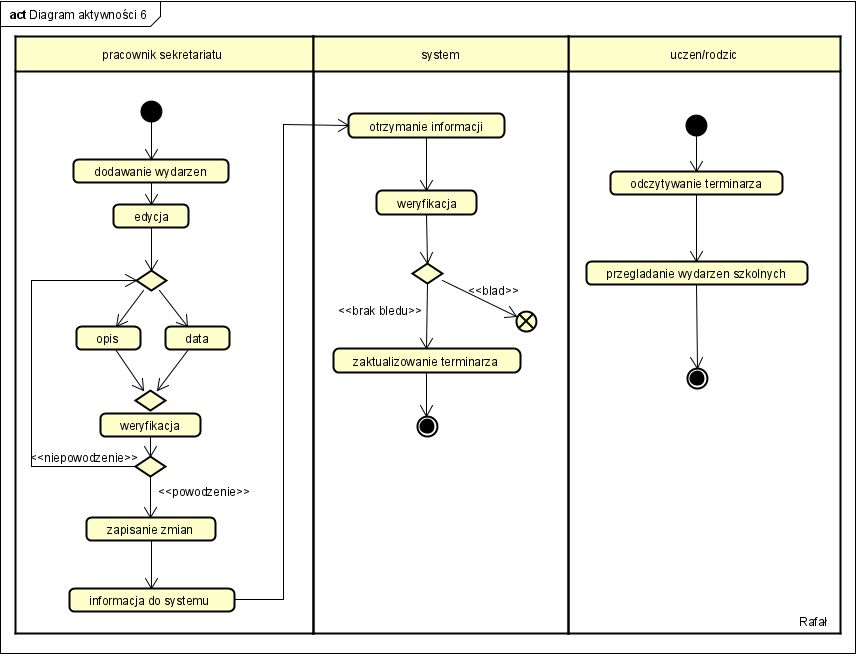 act Diagram aktywności 6
pracownik sekretariatu
system
uczen/rodzic
dodawanie wydarzen
edycja
opis
data
weryfikacja
<<niepowodzenie>>
<<powodzenie>>
zapisanie zmian
informacja do systemu
otrzymanie informacji
weryfikacja
<<blad>>
<<brak bledu>>
zaktualizowanie terminarza
odczytywanie terminarza
przegladanie wydarzen szkolnych
Rafał